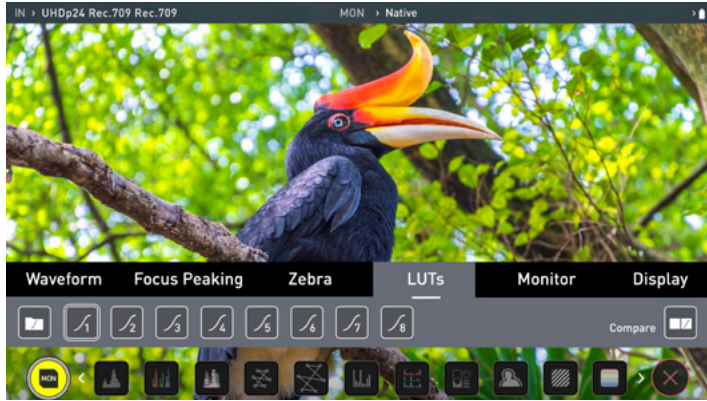 IN > UHDp24 Rec.709 Rec.709 MON > Native >
Waveform Focus Peaking Zebra LUTs Monitor Display
1 2 3 4 5 6 7 8 Compare
MON < >